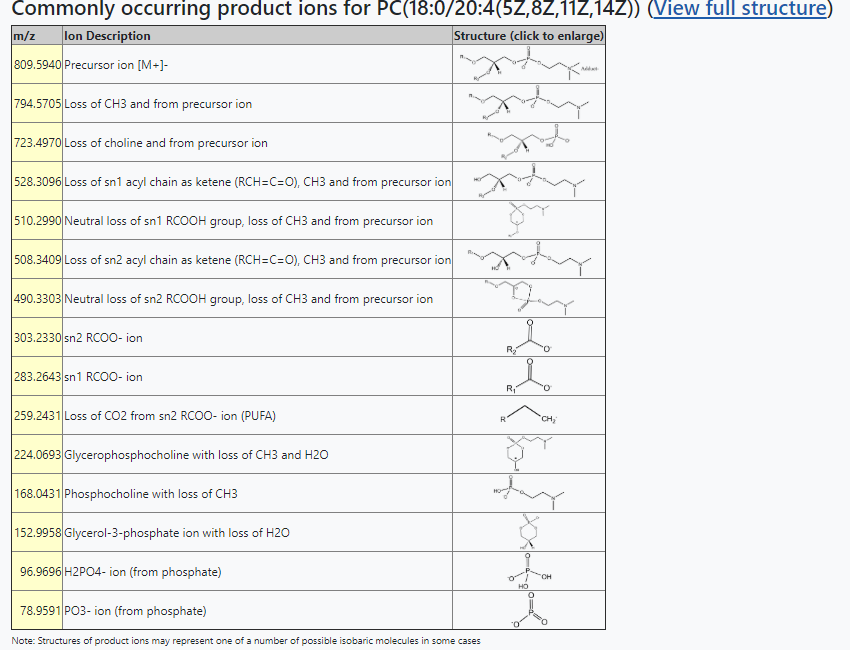 Commonly occurring product ions for PC(18:0/20:4(5Z,8Z,11Z,14Z)) (View full structure)
m/z Ion Description Structure (click to enlarge)
809.5940 Precursor ion [M+]-
794.5705 Loss of CH3 and from precursor ion
723.4970 Loss of choline and from precursor ion
528.3096 Loss of sn1 acyl chain as ketene (RCH=C=O), CH3 and from precursor ion
510.2990 Neutral loss of sn1 RCOOH group, loss of CH3 and from precursor ion
508.3409 Loss of sn2 acyl chain as ketene (RCH=C=O), CH3 and from precursor ion
490.3303 Neutral loss of sn2 RCOOH group, loss of CH3 and from precursor ion
303.2330 sn2 RCOO- ion
283.2643 sn1 RCOO- ion
259.2431 Loss of CO2 from sn2 RCOO- ion (PUFA)
224.0693 Glycerophosphocholine with loss of CH3 and H2O
168.0431 Phosphocholine with loss of CH3
152.9958 Glycerol-3-phosphate ion with loss of H2O
96.9696 H2PO4- ion (from phosphate)
78.9591 PO3- ion (from phosphate)
Note: Structures of product ions may represent one of a number of possible isobaric molecules in some cases